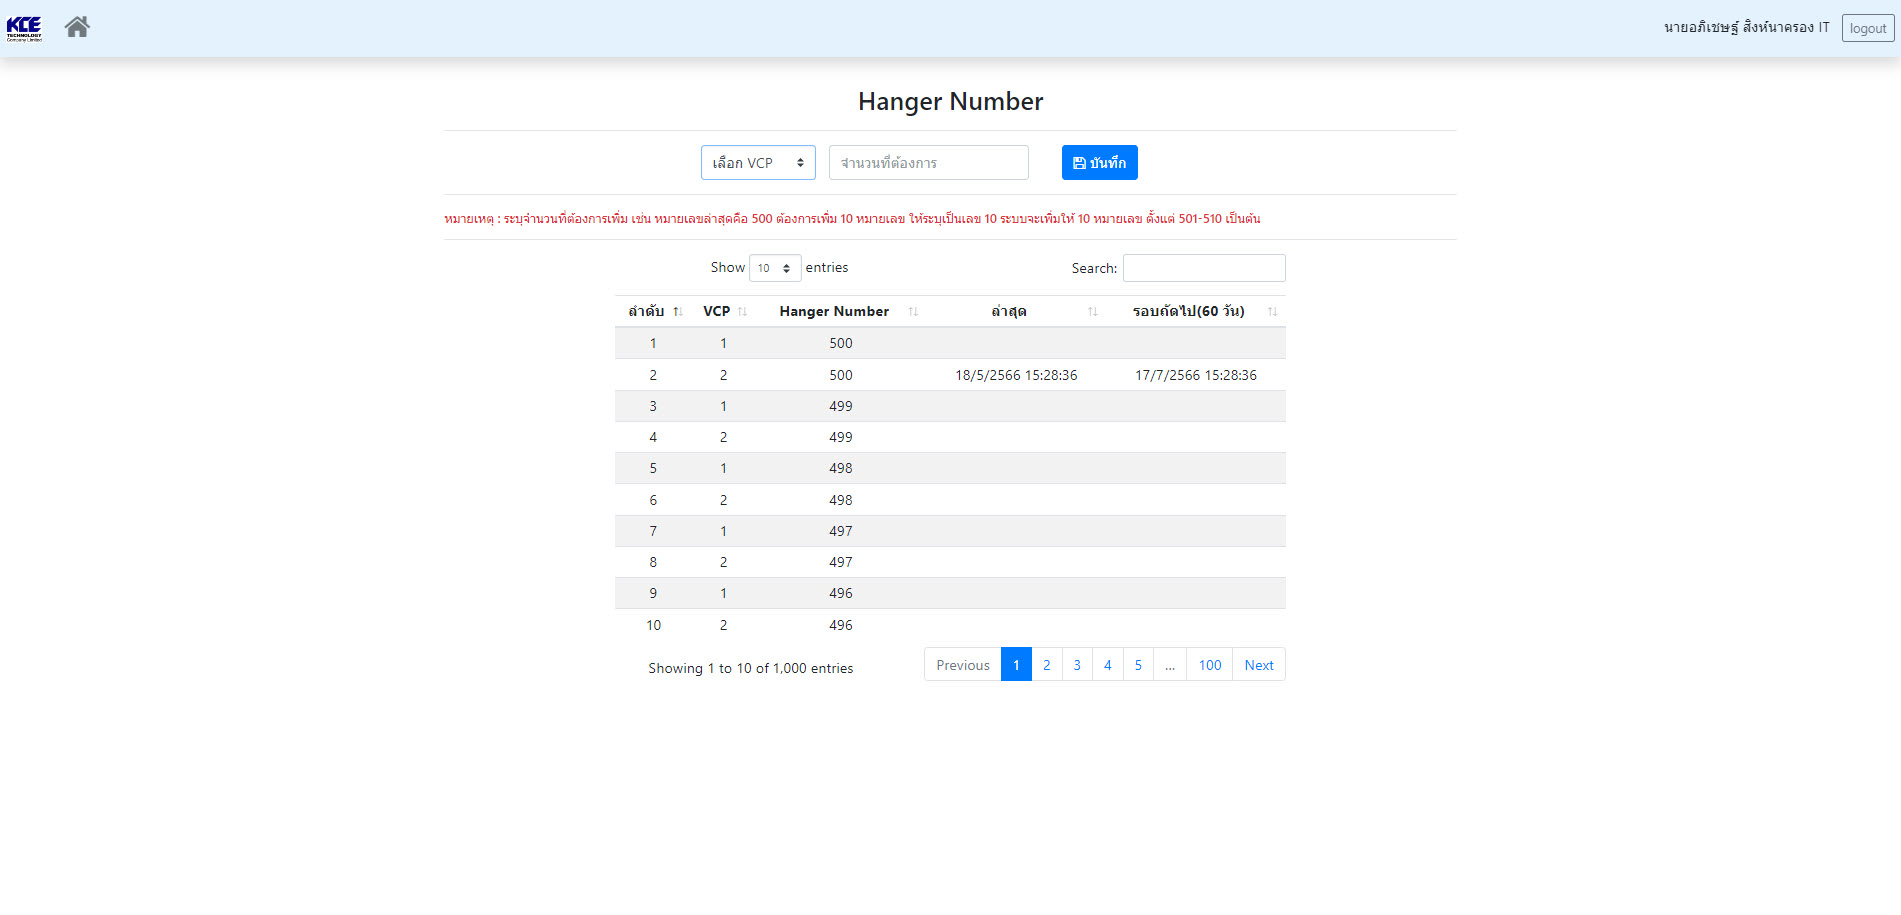 KCE
TECHNOLOGY
Company Limited
นายอภิเชษฐ์ สิงห์นาครอง IT
logout
Hanger Number
เลือก VCP
จำนวนที่ต้องการ
บันทึก
หมายเหตุ : ระบุจำนวนที่ต้องการเพิ่ม เช่น หมายเลขล่าสุดคือ 500 ต้องการเพิ่ม 10 หมายเลข ให้ระบุเป็นเลข 10 ระบบจะเพิ่มให้ 10 หมายเลข ตั้งแต่ 501-510 เป็นต้น
Show 10 entries
Search:
ลำดับ VCP Hanger Number ล่าสุด รอบถัดไป(60 วัน)
1 1 500
2 2 500 18/5/2566 15:28:36 17/7/2566 15:28:36
3 1 499
4 2 499
5 1 498
6 2 498
7 1 497
8 2 497
9 1 496
10 2 496
Showing 1 to 10 of 1,000 entries
Previous 1 2 3 4 5 ... 100 Next